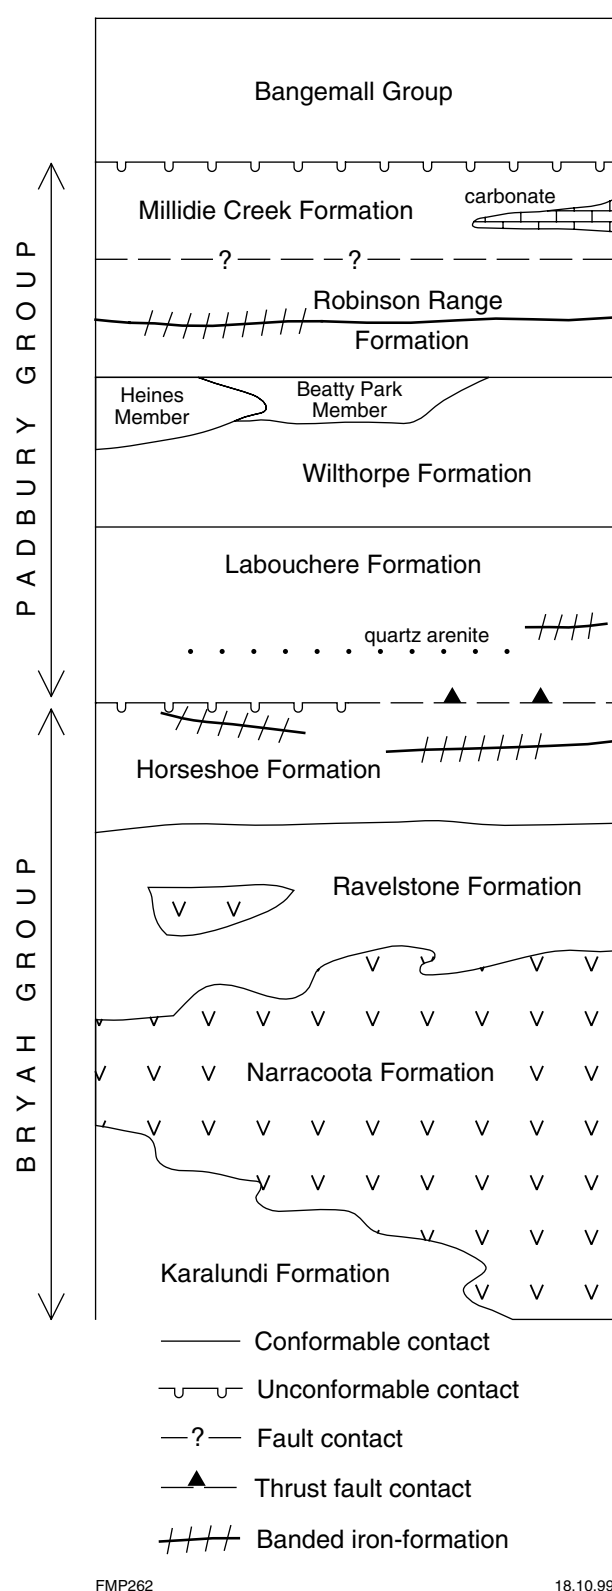 Bangemall Group
PADBURY GROUP
Millidie Creek Formation
carbonate
? ?
Robinson Range
Formation
Heines
Member
Beatty Park
Member
Wilthorpe Formation
Labouchere Formation
quartz arenite
BRYAH GROUP
Horseshoe Formation
Ravelstone Formation
Narracoota Formation
Karalundi Formation
Conformable contact
Unconformable contact
? Fault contact
Thrust fault contact
Banded iron-formation
FMP262
18.10.99